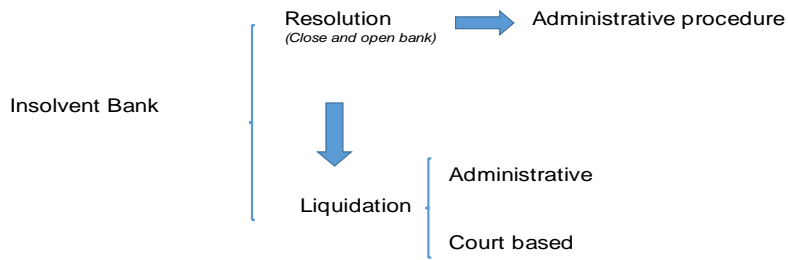 Resolution
(Close and open bank)
Administrative procedure
Insolvent Bank
Administrative
Liquidation
Court based